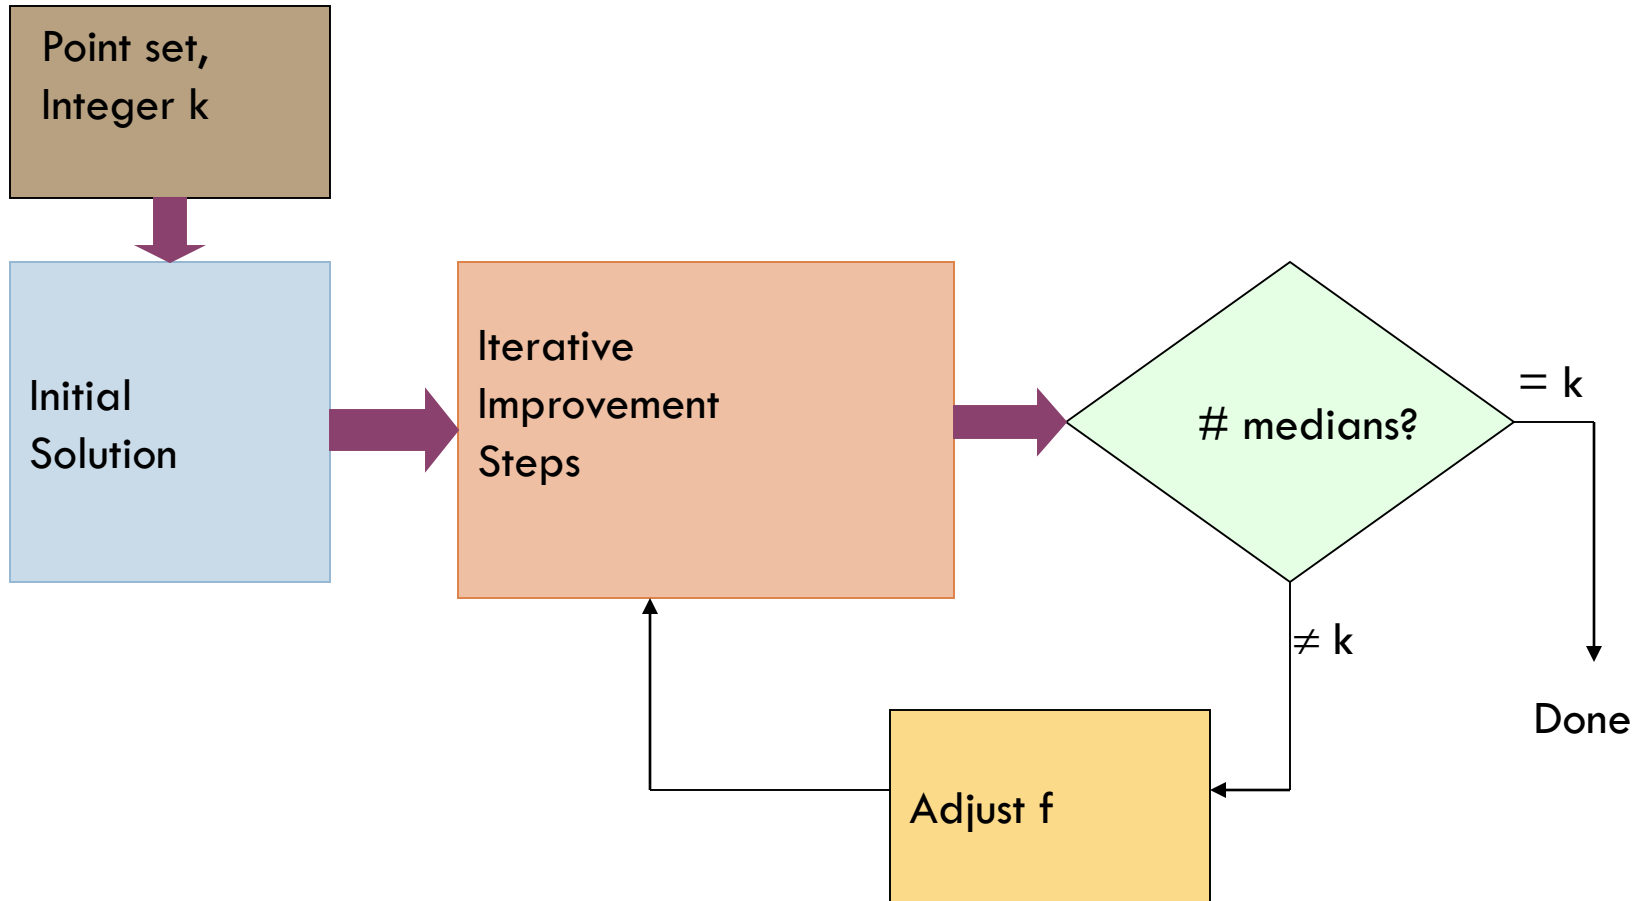 Point set,
Integer k
Initial
Solution
Iterative
Improvement
Steps
# medians?
= k
≠ k
Done
Adjust f